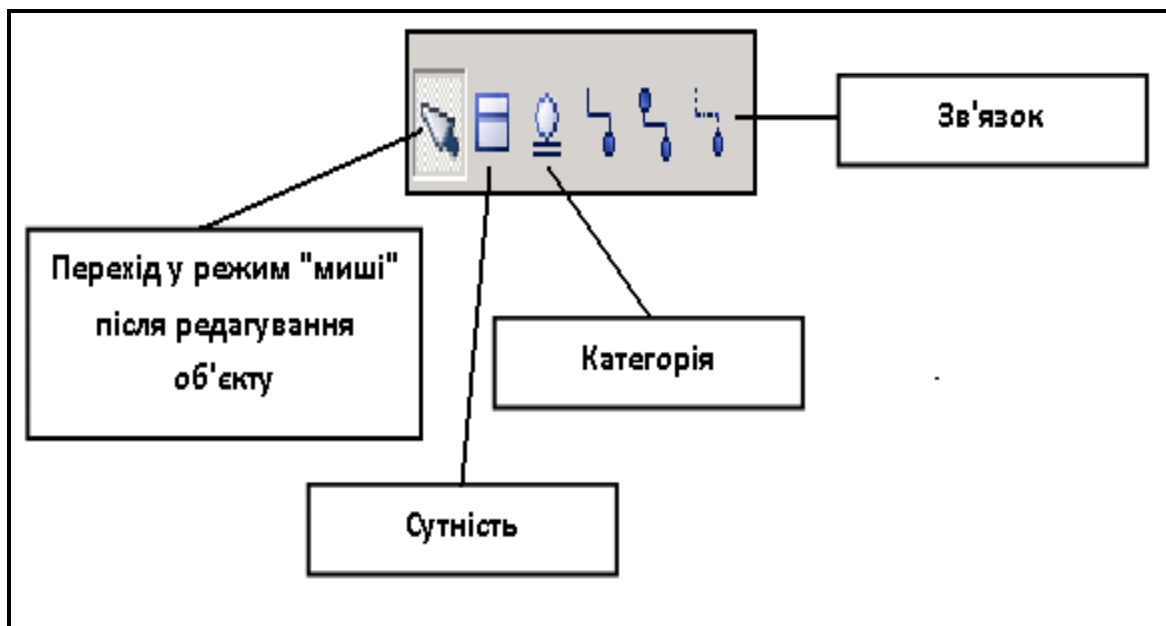 Зв'язок
Перехід у режим "миші"
після редагування
об'єкту
Категорія
Сутність